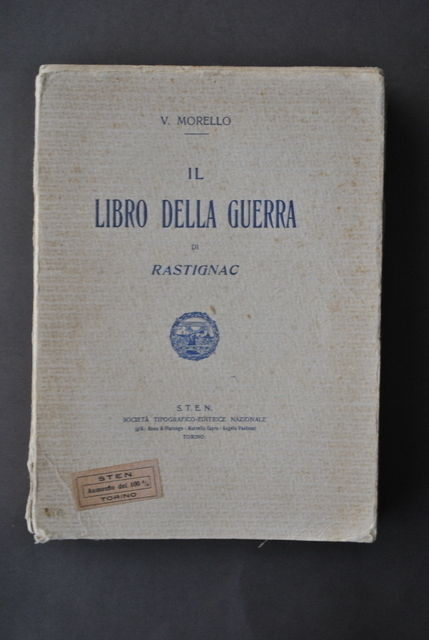 V. MORELLO
IL
LIBRO DELLA GUERRA
DI
RASTIGNAC
S.T.E.N.
SOCIETÀ TIPOGRAFICO-EDITRICE NAZIONALE
TORINO
STEN
Aumento del 100 %
TORINO